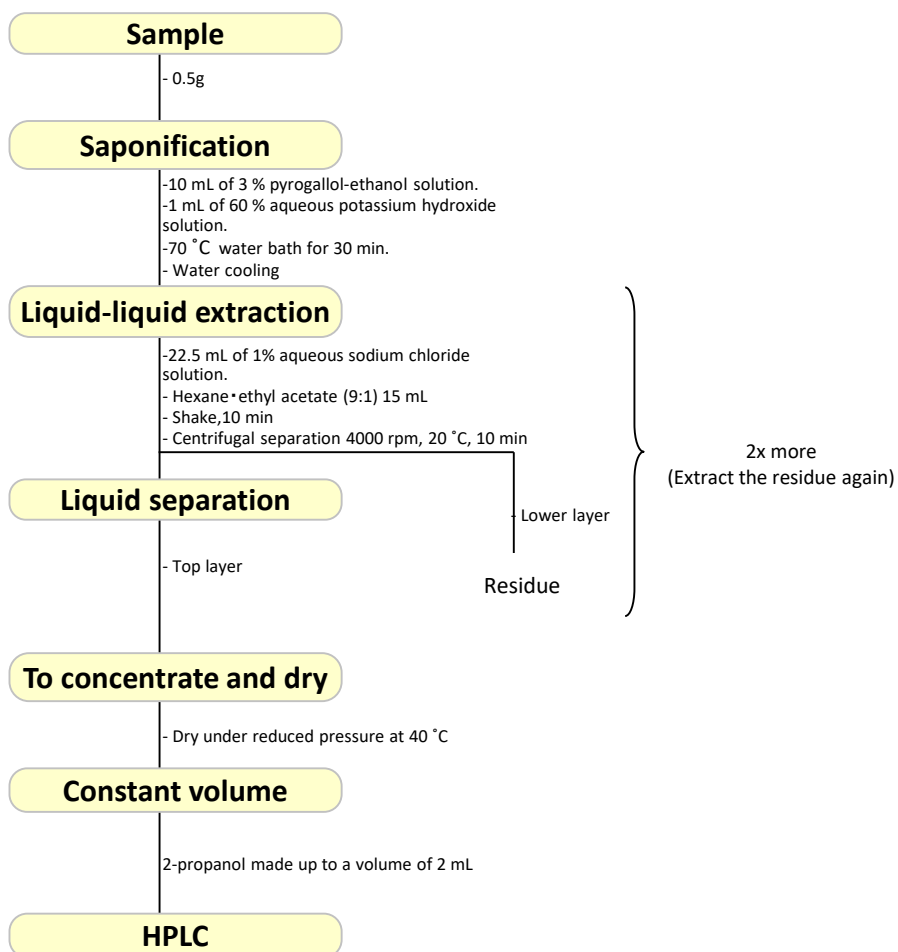 Sample
- 0.5g
Saponification
-10 mL of 3 % pyrogallol-ethanol solution.
-1 mL of 60 % aqueous potassium hydroxide
solution.
-70 ˚C water bath for 30 min.
- Water cooling
Liquid-liquid extraction
-22.5 mL of 1% aqueous sodium chloride
solution.
- Hexane・ethyl acetate (9:1) 15 mL
- Shake,10 min
- Centrifugal separation 4000 rpm, 20 ˚C, 10 min
2x more
(Extract the residue again)
Liquid separation
- Lower layer
- Top layer
Residue
To concentrate and dry
- Dry under reduced pressure at 40 ˚C
Constant volume
2-propanol made up to a volume of 2 mL
HPLC